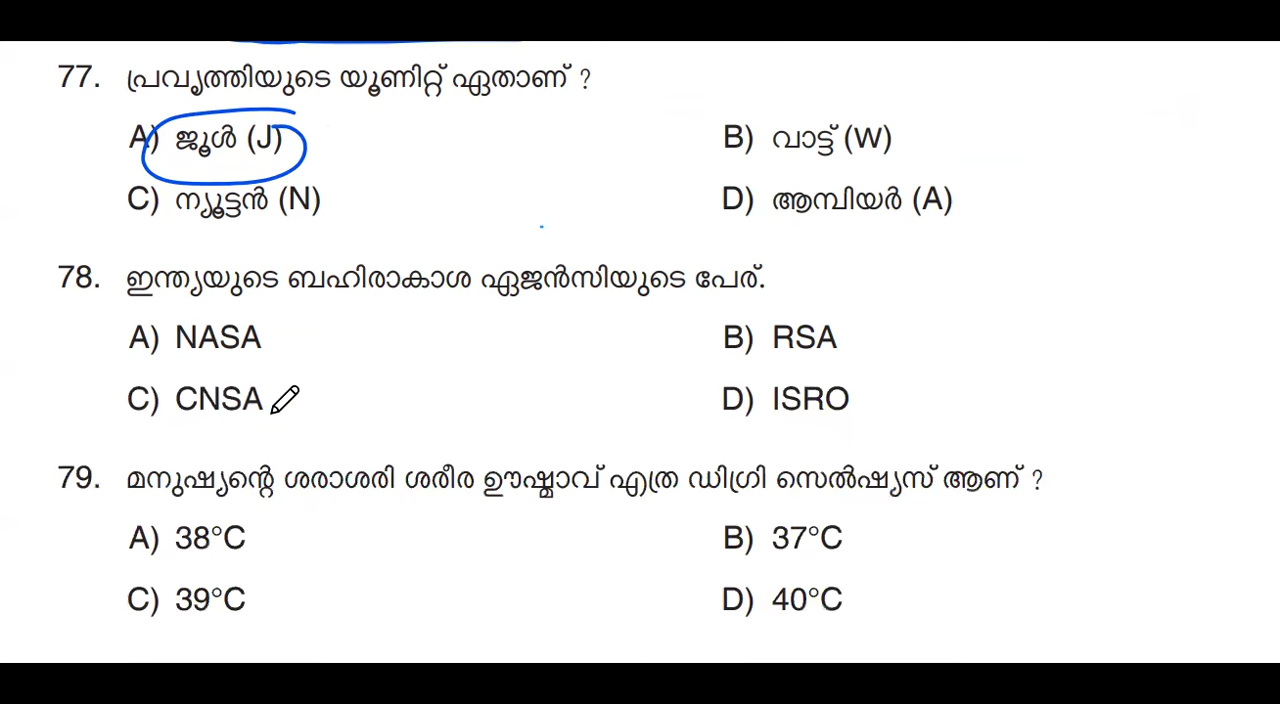 77. പ്രവൃത്തിയുടെ യൂണിറ്റ് ഏതാണ് ?
A) ജൂൾ (J) B) വാട്ട് (W)
C) ന്യൂട്ടൻ (N) D) ആമ്പിയർ (A)
78. ഇന്ത്യയുടെ ബഹിരാകാശ ഏജൻസിയുടെ പേര്.
A) NASA B) RSA
C) CNSA D) ISRO
79. മനുഷ്യന്റെ ശരാശരി ശരീര ഊഷ്മാവ് എത്ര ഡിഗ്രി സെൽഷ്യസ് ആണ് ?
A) 38°C B) 37°C
C) 39°C D) 40°C